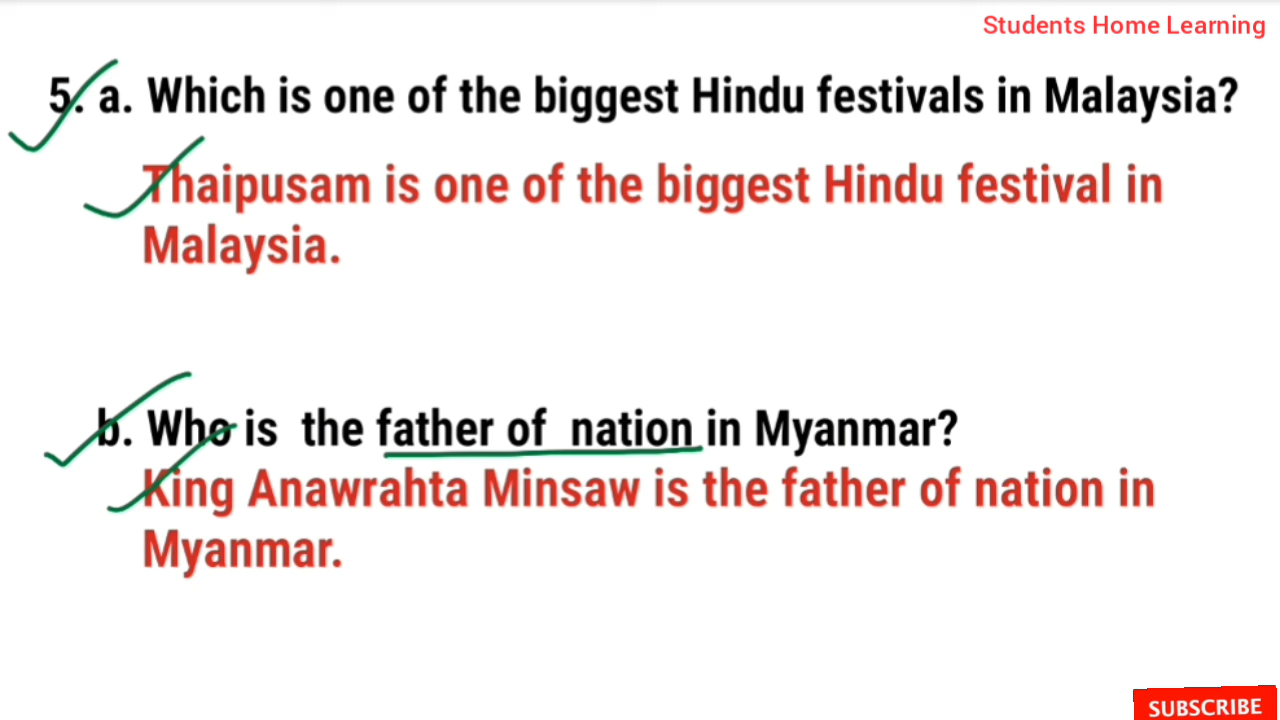 Students Home Learning
5. a. Which is one of the biggest Hindu festivals in Malaysia?
Thaipusam is one of the biggest Hindu festival in
Malaysia.
b. Who is the father of nation in Myanmar?
King Anawrahta Minsaw is the father of nation in
Myanmar.
SUBSCRIBE